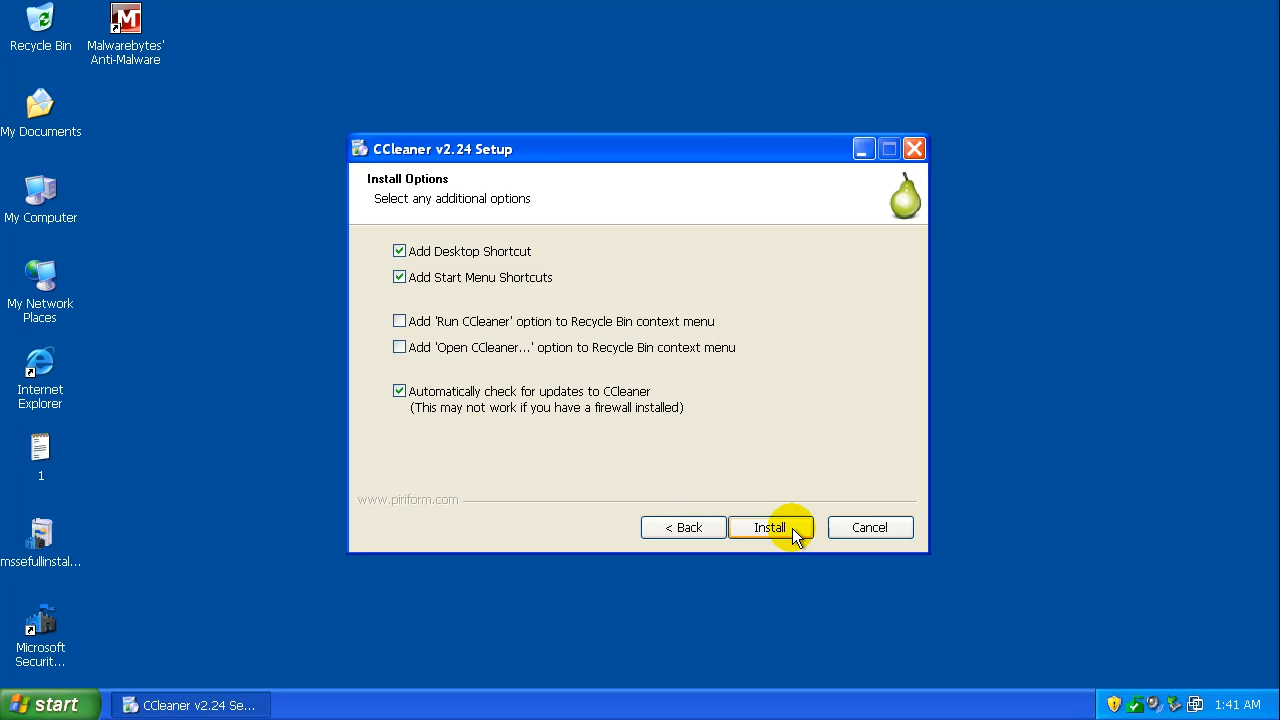 Recycle Bin
Malwarebytes'
Anti-Malware
My Documents
My Computer
My Network
Places
Internet
Explorer
1
mssefullinstal...
Microsoft
Securit...
CCleaner v2.24 Setup
Install Options
Select any additional options
Add Desktop Shortcut
Add Start Menu Shortcuts
Add 'Run CCleaner' option to Recycle Bin context menu
Add 'Open CCleaner...' option to Recycle Bin context menu
Automatically check for updates to CCleaner
(This may not work if you have a firewall installed)
www.piriform.com
< Back
Install
Cancel
start
CCleaner v2.24 Se...
1:41 AM